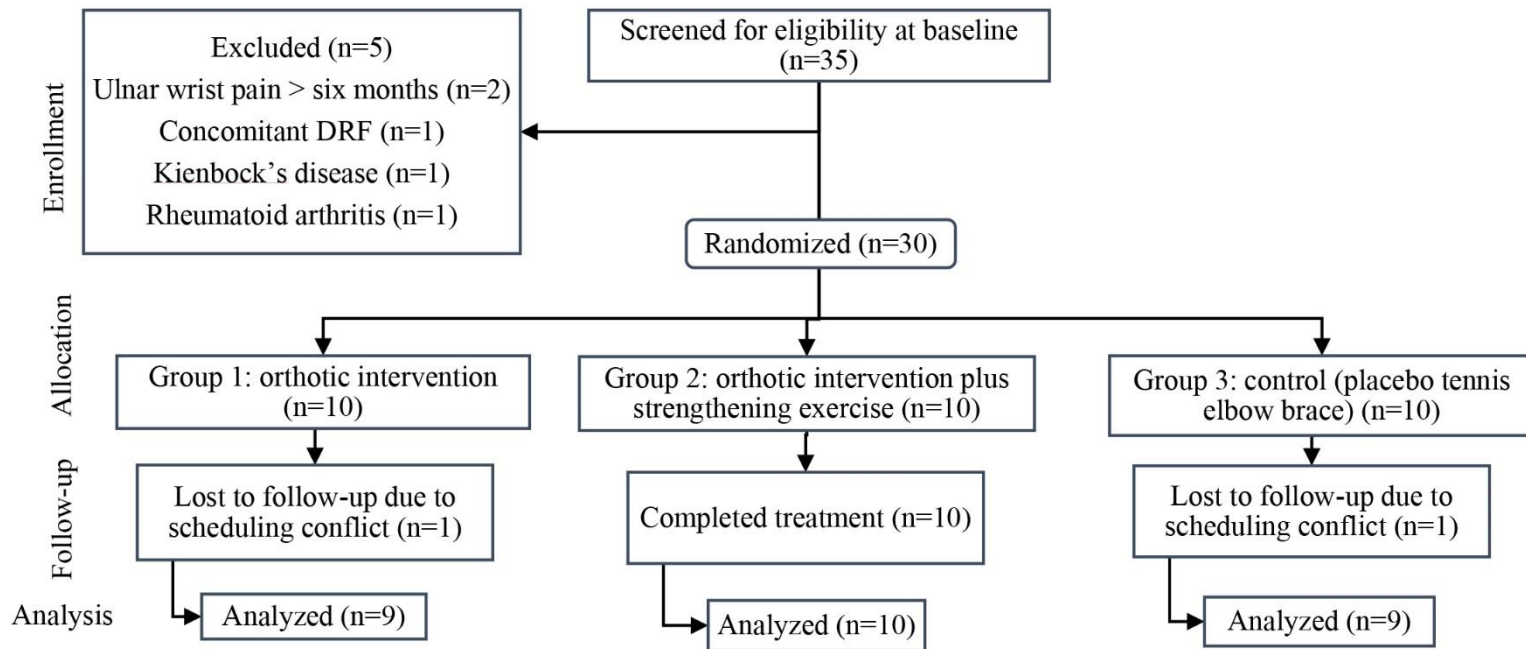 Enrollment
Excluded (n=5)
Ulnar wrist pain > six months (n=2)
Concomitant DRF (n=1)
Kienbock’s disease (n=1)
Rheumatoid arthritis (n=1)
Screened for eligibility at baseline
(n=35)
Randomized (n=30)
Allocation
Group 1: orthotic intervention
(n=10)
Group 2: orthotic intervention plus
strengthening exercise (n=10)
Group 3: control (placebo tennis
elbow brace) (n=10)
Follow-up
Lost to follow-up due to
scheduling conflict (n=1)
Completed treatment (n=10)
Lost to follow-up due to
scheduling conflict (n=1)
Analysis
Analyzed (n=9)
Analyzed (n=10)
Analyzed (n=9)